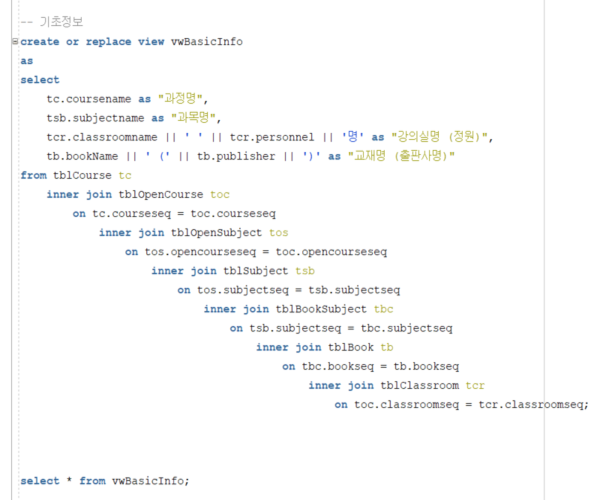 -- 기초정보
create or replace view vwBasicInfo
as
select
tc.coursename as "과정명",
tsb.subjectname as "과목명",
tcr.classroomname || ' ' || tcr.personnel || '명' as "강의실명 (정원)",
tb.bookName || ' (' || tb.publisher || ')' as "교재명 (출판사명)"
from tblCourse tc
inner join tblOpenCourse toc
on tc.courseseq = toc.courseseq
inner join tblOpenSubject tos
on tos.opencourseseq = toc.opencourseseq
inner join tblSubject tsb
on tos.subjectseq = tsb.subjectseq
inner join tblBookSubject tbc
on tsb.subjectseq = tbc.subjectseq
inner join tblBook tb
on tbc.bookseq = tb.bookseq
inner join tblClassroom tcr
on toc.classroomseq = tcr.classroomseq;
select * from vwBasicInfo;